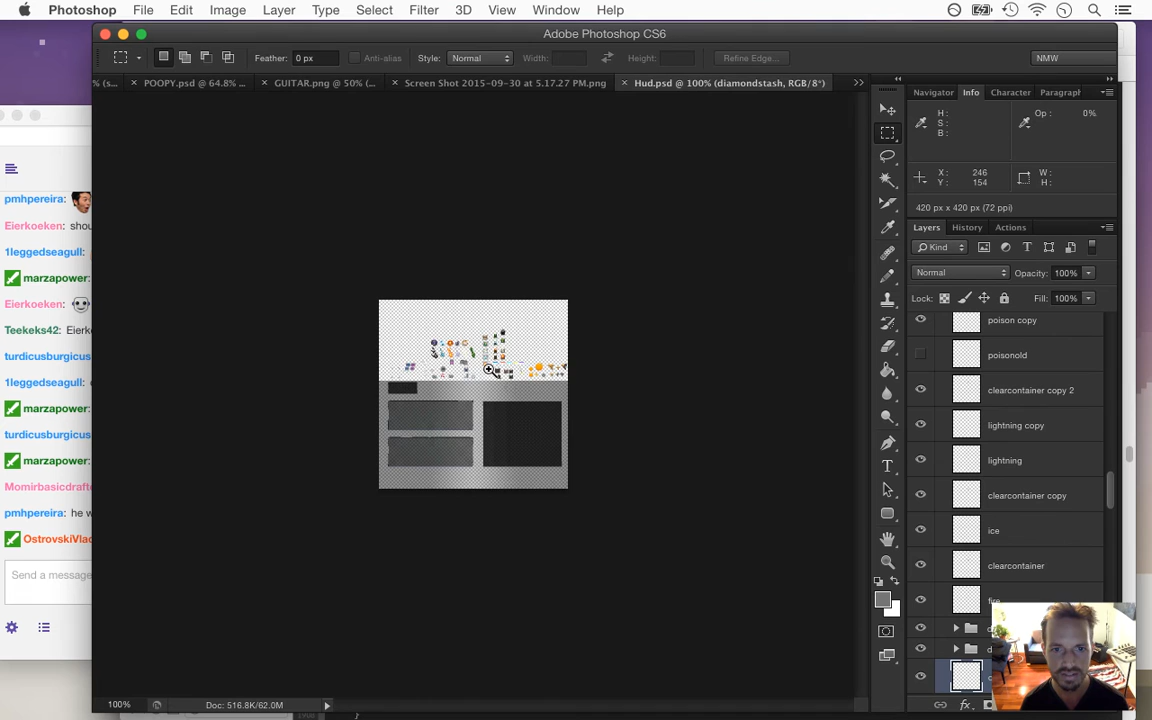 Photoshop File Edit Image Layer Type Select Filter 3D View Window Help
Adobe Photoshop CS6
Feather: 0 px Anti-alias Style: Normal Width: Height: Refine Edge... NMW
% (s... POOPY.psd @ 64.8% ... GUITAR.png @ 50% (... Screen Shot 2015-09-30 at 5.17.27 PM.png Hud.psd @ 100% (diamondstash, RGB/8*)
Navigator Info Character Paragraph
H: Op: 0%
S:
B:
X: 246 W:
Y: 154 H:
420 px x 420 px (72 ppi)
Layers History Actions
Kind
Normal Opacity: 100%
Lock: Fill: 100%
poison copy
poisonold
clearcontainer copy 2
lightning copy
lightning
clearcontainer copy
ice
clearcontainer
fire
pmhpereira:
Eierkoeken: shou
1leggedseagull:
marzapower:
Eierkoeken:
Teekeks42: Eierk
turdicusburgicus
1leggedseagull:
marzapower:
turdicusburgicus
marzapower:
Momirbasicdraft
pmhpereira: he w
OstrovskiVlad
Send a message
100% Doc: 516.8K/62.0M